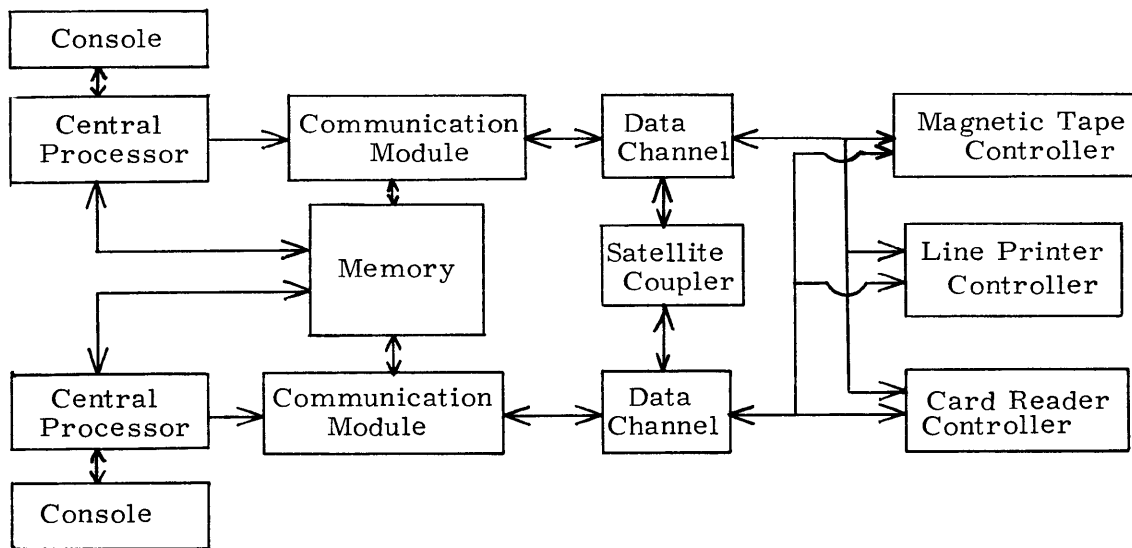 Console
Central
Processor
Communication
Module
Data
Channel
Magnetic Tape
Controller
Memory
Satellite
Coupler
Line Printer
Controller
Central
Processor
Communication
Module
Data
Channel
Card Reader
Controller
Console